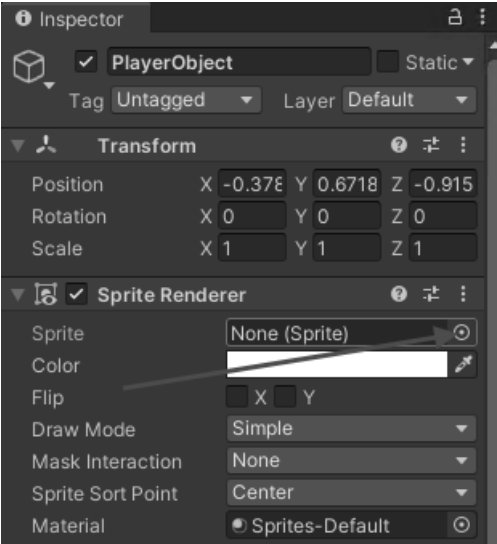 Inspector
PlayerObject Static
Tag Untagged Layer Default
Transform
Position X -0.378 Y 0.6718 Z -0.915
Rotation X 0 Y 0 Z 0
Scale X 1 Y 1 Z 1
Sprite Renderer
Sprite None (Sprite)
Color
Flip X Y
Draw Mode Simple
Mask Interaction None
Sprite Sort Point Center
Material Sprites-Default